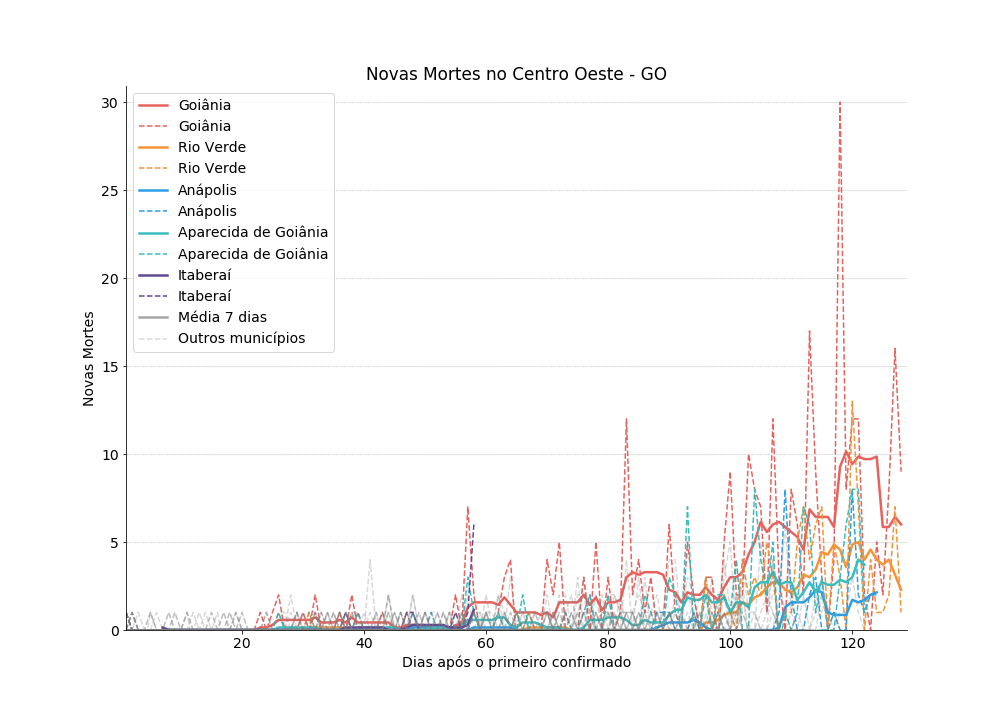 Novas Mortes no Centro Oeste - GO
Goiânia
Goiânia
Rio Verde
Rio Verde
Anápolis
Anápolis
Aparecida de Goiânia
Aparecida de Goiânia
Itaberaí
Itaberaí
Média 7 dias
Outros municípios
Novas Mortes
30
25
20
15
10
5
0
20
40
60
80
100
120
Dias após o primeiro confirmado